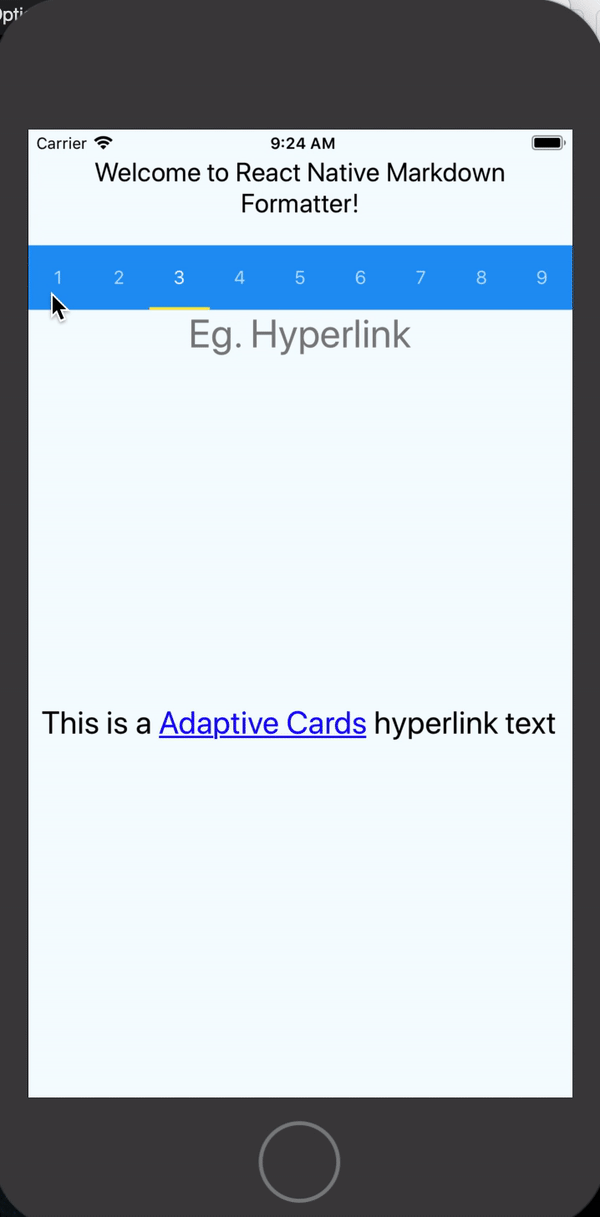 Carrier 9:24 AM
Welcome to React Native Markdown
Formatter!
1 2 3 4 5 6 7 8 9
Eg. Hyperlink
This is a Adaptive Cards hyperlink text